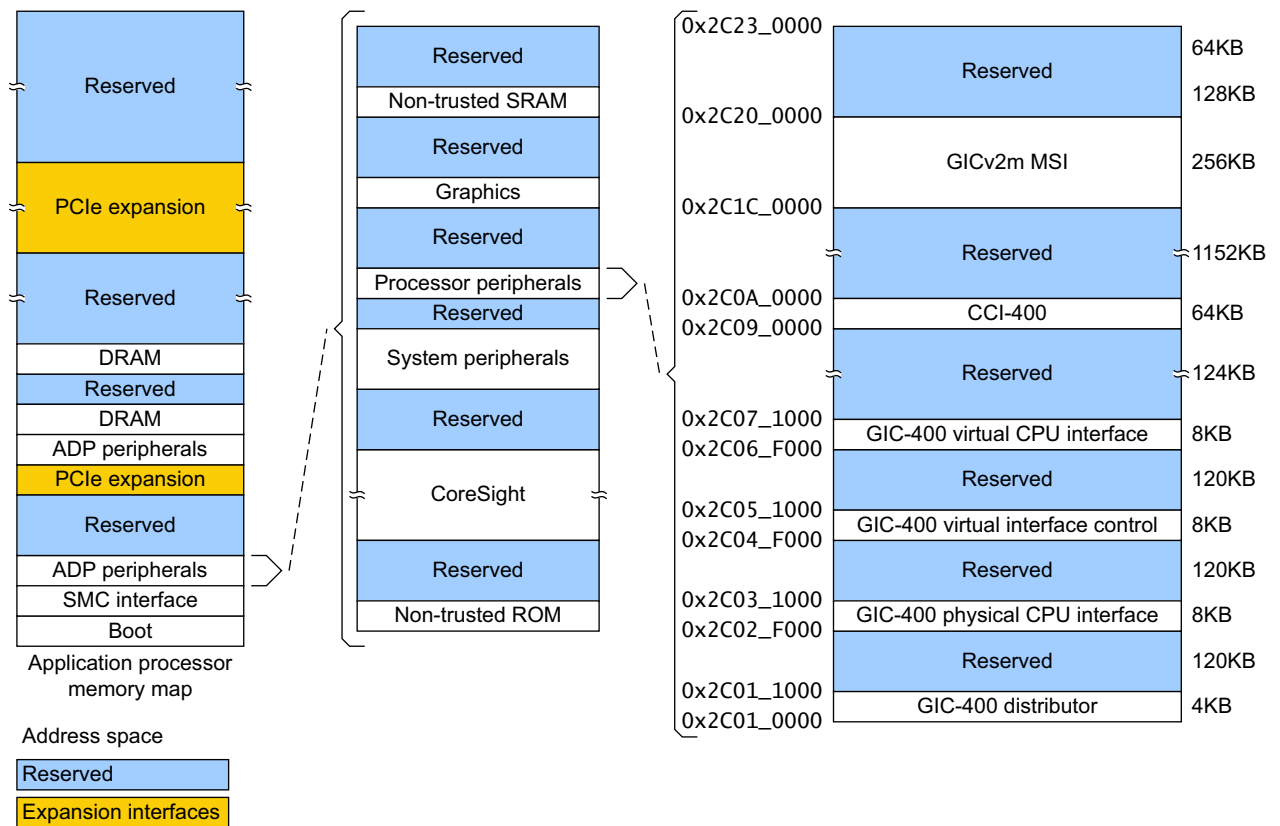 Reserved
PCIe expansion
Reserved
DRAM
Reserved
DRAM
ADP peripherals
PCIe expansion
Reserved
ADP peripherals
SMC interface
Boot
Application processor
memory map
Address space
Reserved
Expansion interfaces
Reserved
Non-trusted SRAM
Reserved
Graphics
Reserved
Processor peripherals
Reserved
System peripherals
Reserved
CoreSight
Reserved
Non-trusted ROM
0x2C23_0000
Reserved
64KB
128KB
0x2C20_0000
GICv2m MSI
256KB
0x2C1C_0000
Reserved
1152KB
0x2C0A_0000
CCI-400
64KB
0x2C09_0000
Reserved
124KB
0x2C07_1000
GIC-400 virtual CPU interface
8KB
0x2C06_F000
Reserved
120KB
0x2C05_1000
GIC-400 virtual interface control
8KB
0x2C04_F000
Reserved
120KB
0x2C03_1000
GIC-400 physical CPU interface
8KB
0x2C02_F000
Reserved
120KB
0x2C01_1000
GIC-400 distributor
4KB
0x2C01_0000